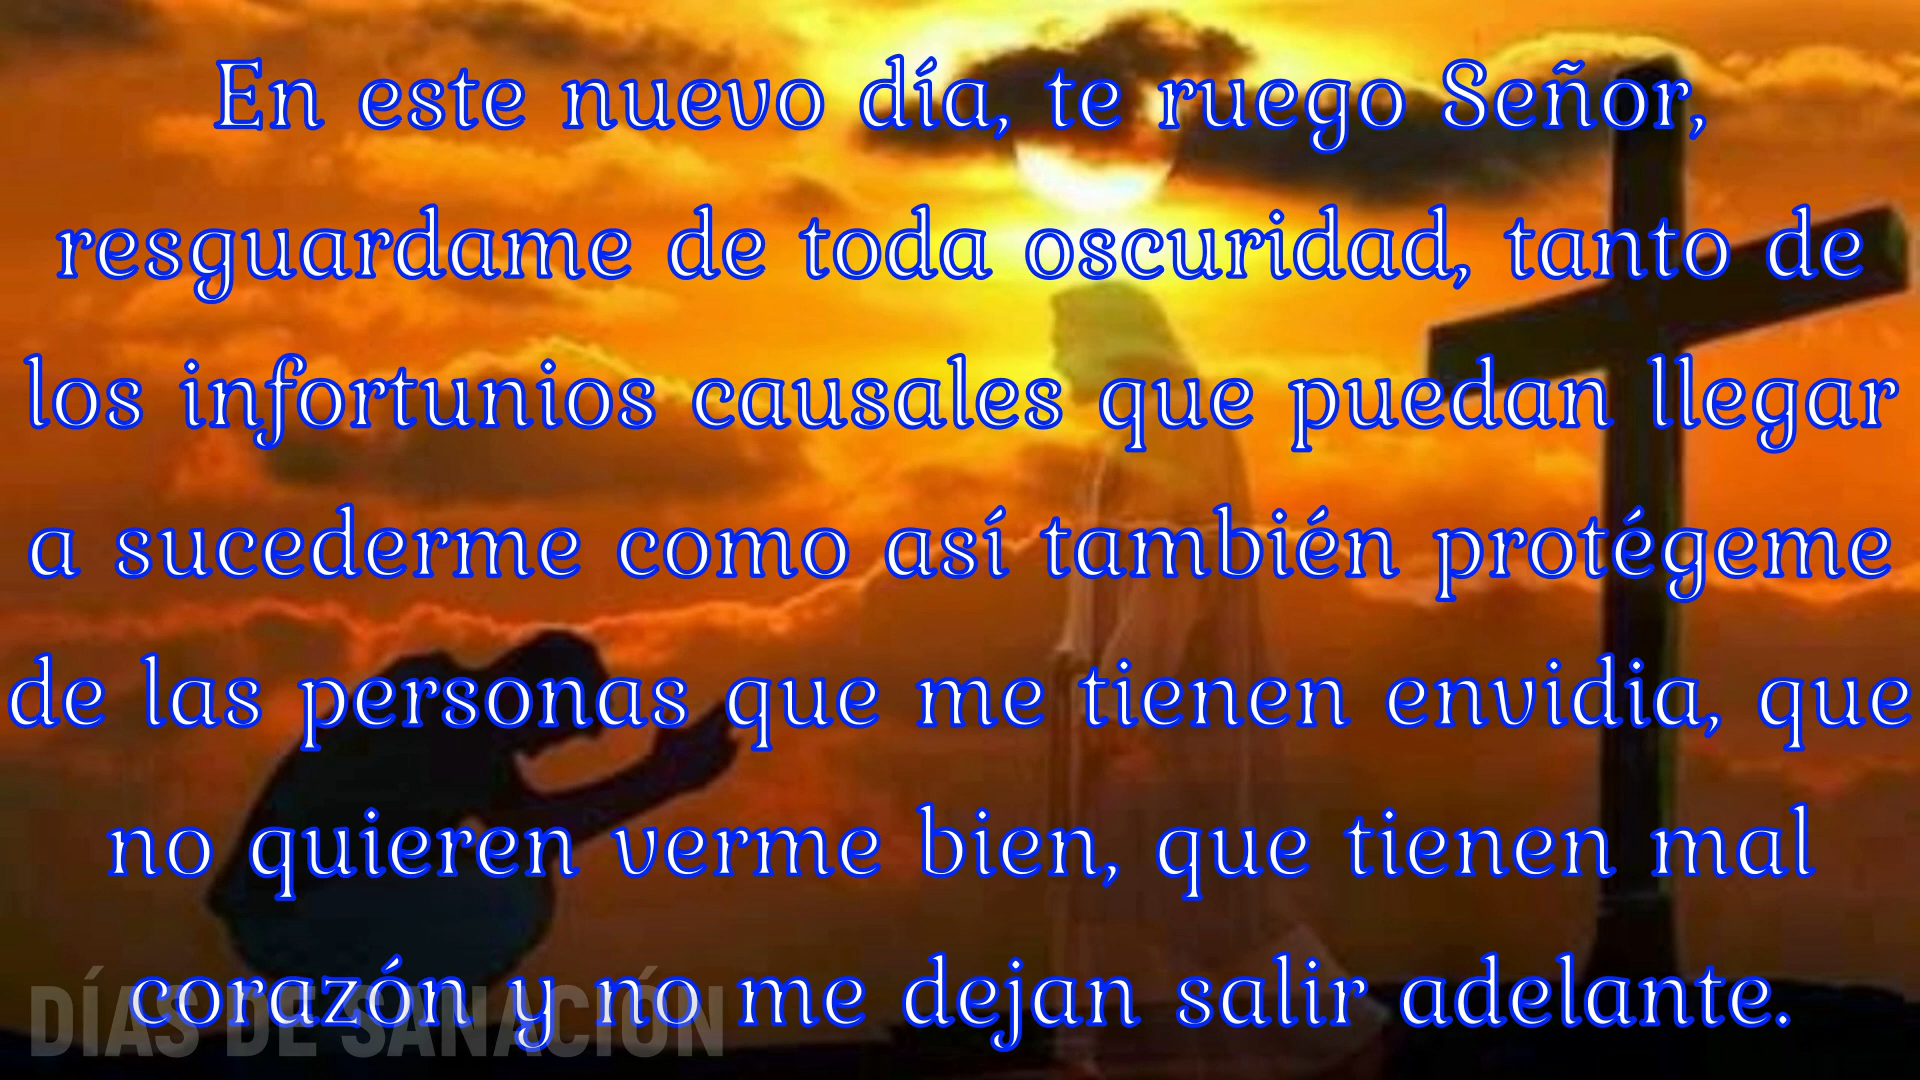 En este nuevo día, te ruego Señor,
resguardame de toda oscuridad, tanto de
los infortunios causales que puedan llegar
a sucederme como así también protégeme
de las personas que me tienen envidia, que
no quieren verme bien, que tienen mal
corazón y no me dejan salir adelante.
DÍAS DE SANACIÓN